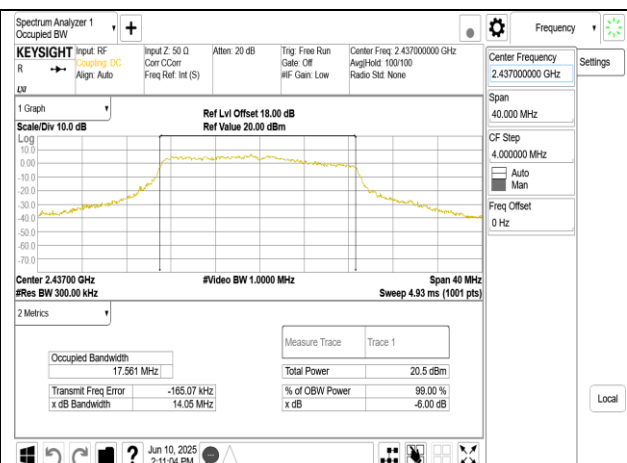 Spectrum Analyzer 1
Occupied BW
Frequency
KEYSIGHT
R
LXI
Input: RF
Coupling: DC
Align: Auto
Input Z: 50 Ω
Corr CCorr
Freq Ref: Int (S)
Atten: 20 dB
Trig: Free Run
Gate: Off
#IF Gain: Low
Center Freq: 2.437000000 GHz
Avg|Hold: 100/100
Radio Std: None
Center Frequency
2.437000000 GHz
Settings
Span
40.000 MHz
CF Step
4.000000 MHz
Auto
Man
Freq Offset
0 Hz
Local
1 Graph
Scale/Div 10.0 dB
Ref Lvl Offset 18.00 dB
Ref Value 20.00 dBm
Log
10.0
0.00
-10.0
-20.0
-30.0
-40.0
-50.0
-60.0
-70.0
Center 2.43700 GHz
#Res BW 300.00 kHz
#Video BW 1.0000 MHz
Span 40 MHz
Sweep 4.93 ms (1001 pts)
2 Metrics
Measure Trace Trace 1
Occupied Bandwidth
17.561 MHz
Total Power 20.5 dBm
Transmit Freq Error -165.07 kHz
% of OBW Power 99.00 %
x dB Bandwidth 14.05 MHz
x dB -6.00 dB
?
Jun 10, 2025
2:11:04 PM